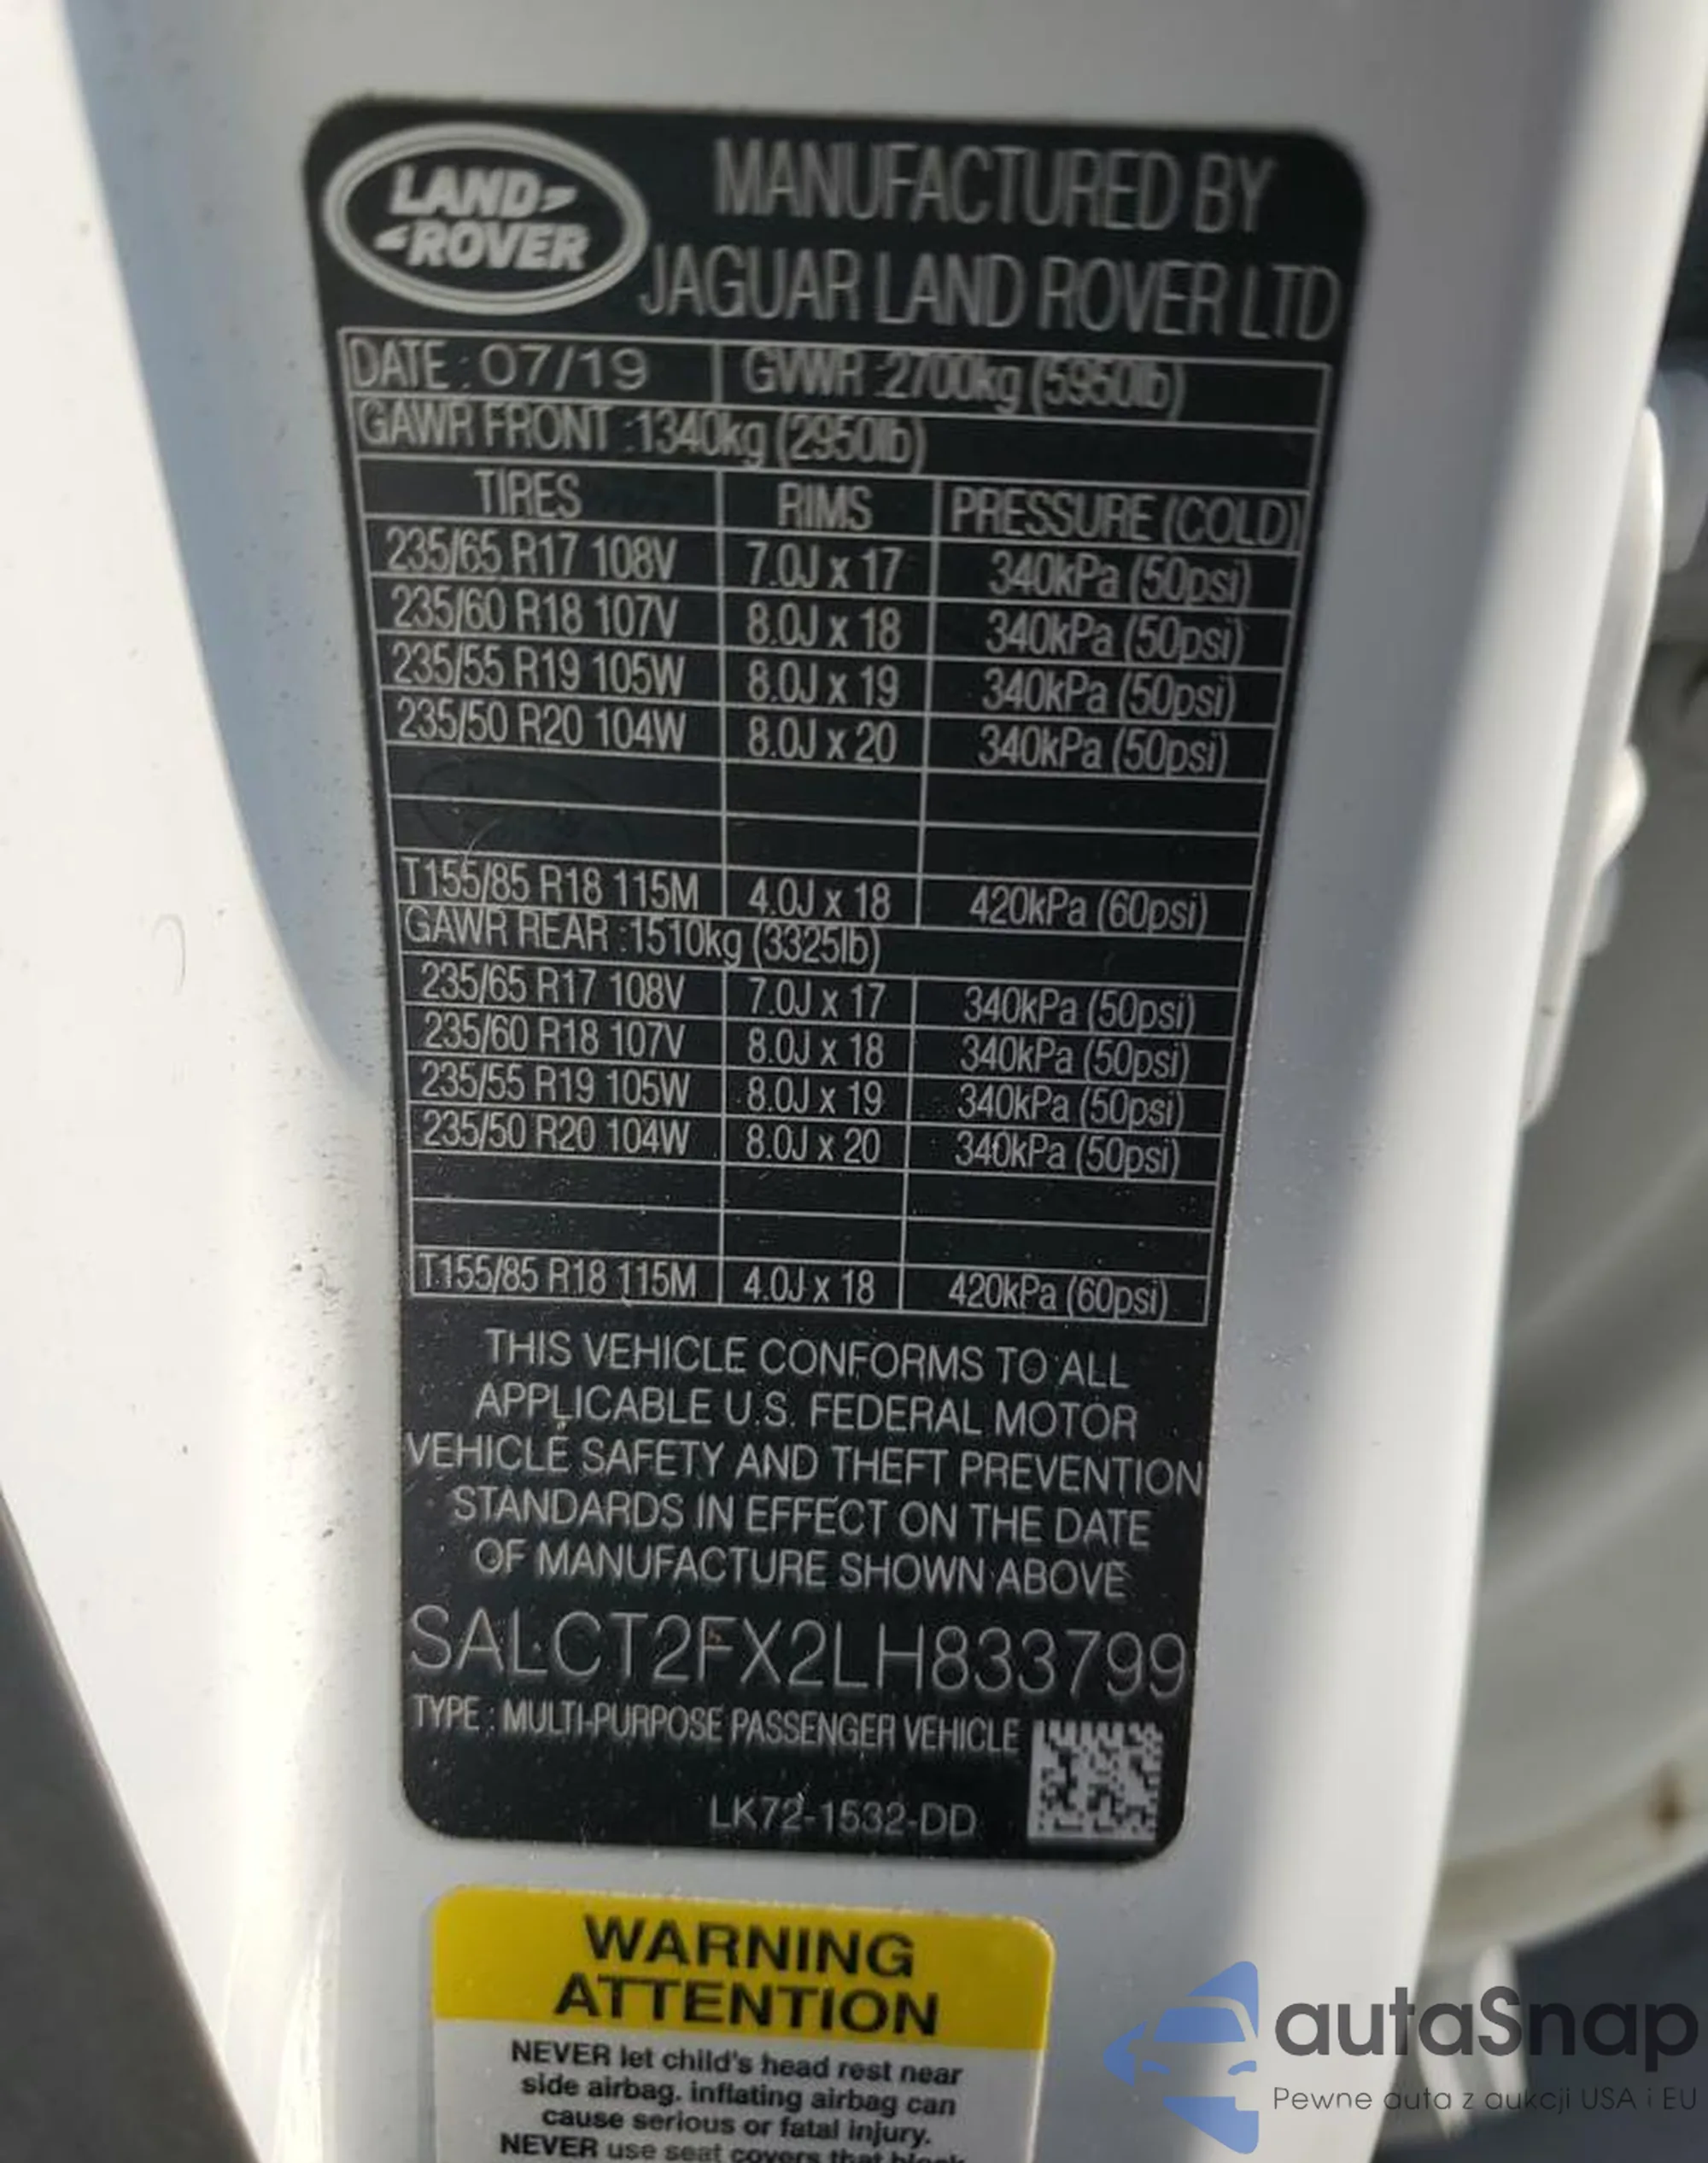 LAND-
-ROVER
MANUFACTURED BY
JAGUAR LAND ROVER LTD
DATE : 07/19 GVWR :2700kg (5950lb)
GAWR FRONT :1340kg (2950lb)
TIRES RIMS PRESSURE (COLD)
235/65 R17 108V 7.0J x 17 340kPa (50psi)
235/60 R18 107V 8.0J x 18 340kPa (50psi)
235/55 R19 105W 8.0J x 19 340kPa (50psi)
235/50 R20 104W 8.0J x 20 340kPa (50psi)
T155/85 R18 115M 4.0J x 18 420kPa (60psi)
GAWR REAR :1510kg (3325lb)
235/65 R17 108V 7.0J x 17 340kPa (50psi)
235/60 R18 107V 8.0J x 18 340kPa (50psi)
235/55 R19 105W 8.0J x 19 340kPa (50psi)
235/50 R20 104W 8.0J x 20 340kPa (50psi)
T155/85 R18 115M 4.0J x 18 420kPa (60psi)
THIS VEHICLE CONFORMS TO ALL
APPLICABLE U.S. FEDERAL MOTOR
VEHICLE SAFETY AND THEFT PREVENTION
STANDARDS IN EFFECT ON THE DATE
OF MANUFACTURE SHOWN ABOVE
SALCT2FX2LH833799
TYPE : MULTI-PURPOSE PASSENGER VEHICLE
LK72-1532-DD
WARNING
ATTENTION
NEVER let child's head rest near
side airbag. inflating airbag can
cause serious or fatal injury.
NEVER use seat covers that block
autaSnap
Pewne auta z aukcji USA i EU